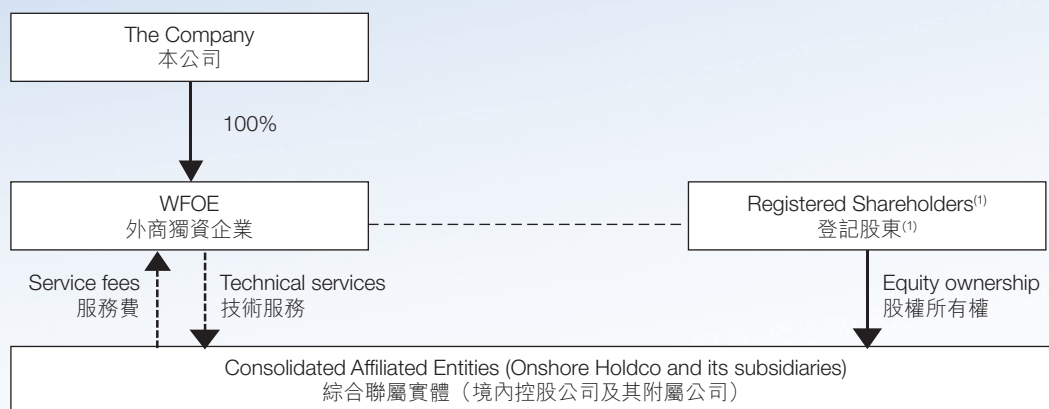 The Company
本公司
100%
WFOE
外商獨資企業
Registered Shareholders(1)
登記股東(1)
Service fees
服務費
Technical services
技術服務
Equity ownership
股權所有權
Consolidated Affiliated Entities (Onshore Holdco and its subsidiaries)
綜合聯屬實體（境內控股公司及其附屬公司）